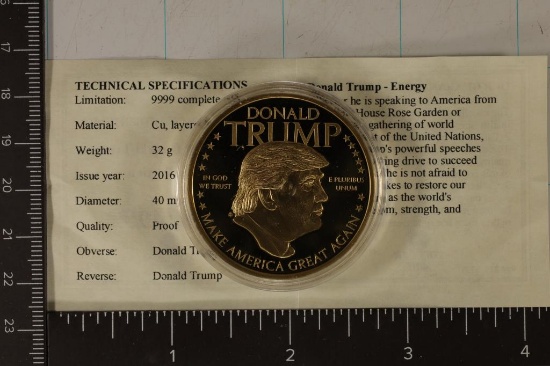 TECHNICAL SPECIFICATIONS
Donald Trump - Energy
Limitation: 9999 complete
he is speaking to America from
House Rose Garden or
Material: Cu, layer
gathering of world
of the United Nations,
Weight: 32 g
powerful speeches
drive to succeed
Issue year: 2016
he is not afraid to
to restore our
Diameter: 40 m
as the world's
strength, and
Quality: Proof
Obverse: Donald
Reverse: Donald Trump
DONALD
TRUMP
IN GOD
WE TRUST
E PLURIBUS
UNUM
MAKE AMERICA GREAT AGAIN
18
19
20
21
22
23
1 2 3 4